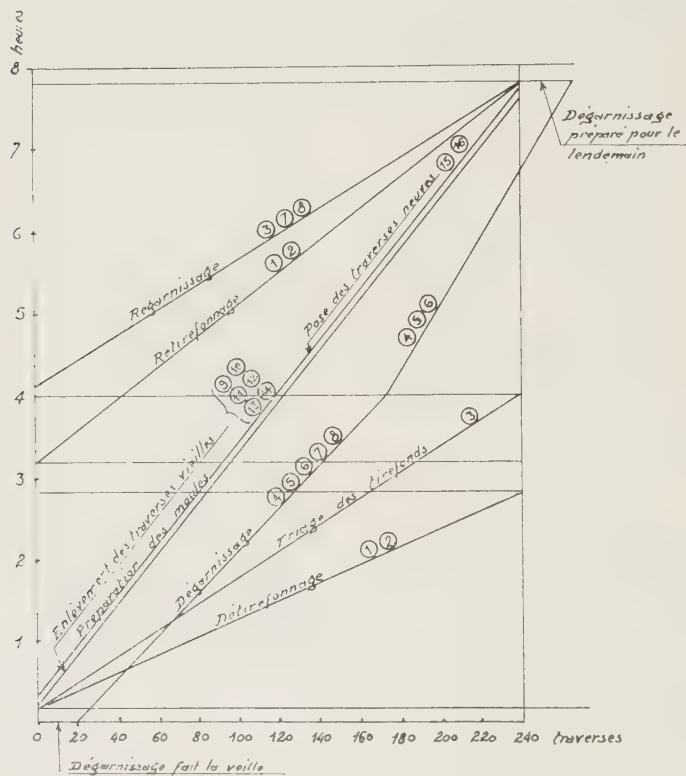 heures
8
7
6
5
4
3
2
1
0 20 40 60 80 100 120 140 160 180 200 220 240 traverses
Dégarnissage
préparé pour le
lendemain
Pose des traverses neuves 15 16
Regarnissage 3 7 8
Retirefonnage 1 2
4 5 6
9 10
11 12
13 14
Enlèvement des traverses vieilles
Préparation des moules
Dégarnissage 4 5 6 7 8
Triage des tirefonds 3
Détirefonnage 1 2
Dégarnissage fait la veille